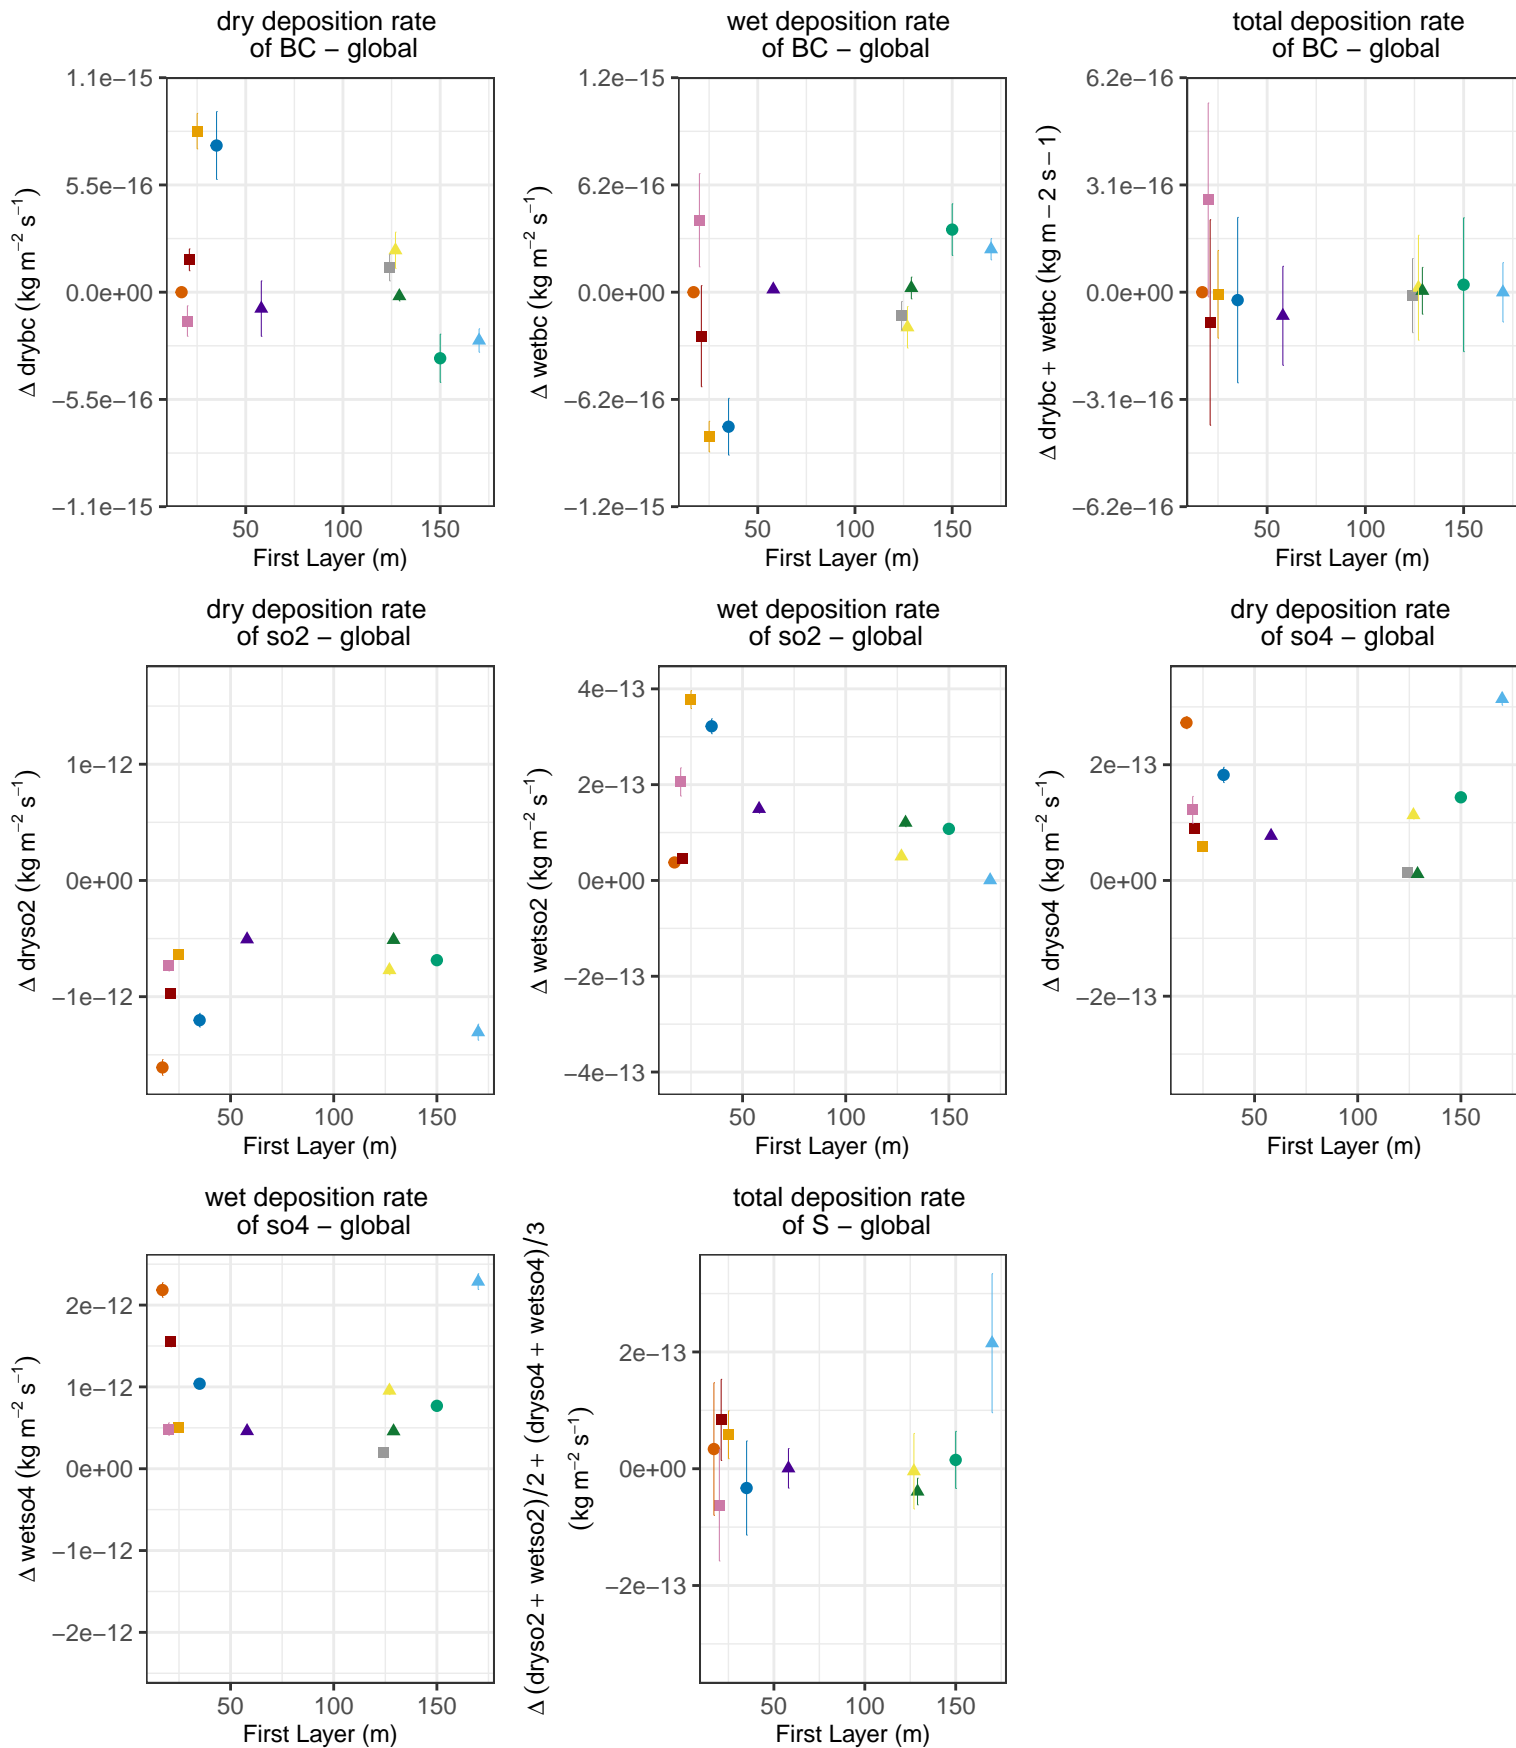 dry deposition rate
of BC − global
1.1e−15
5.5e−16
0.0e+00
−5.5e−16
−1.1e−15
50 100 150
First Layer (m)
Δ drybc (kg m−2 s−1)
wet deposition rate
of BC − global
1.2e−15
6.2e−16
0.0e+00
−6.2e−16
−1.2e−15
50 100 150
First Layer (m)
Δ wetbc (kg m−2 s−1)
total deposition rate
of BC − global
6.2e−16
3.1e−16
0.0e+00
−3.1e−16
−6.2e−16
50 100 150
First Layer (m)
Δ drybc + wetbc (kg m − 2 s − 1)
dry deposition rate
of so2 − global
1e−12
0e+00
−1e−12
50 100 150
First Layer (m)
Δ dryso2 (kg m−2 s−1)
wet deposition rate
of so2 − global
4e−13
2e−13
0e+00
−2e−13
−4e−13
50 100 150
First Layer (m)
Δ wetso2 (kg m−2 s−1)
dry deposition rate
of so4 − global
2e−13
0e+00
−2e−13
50 100 150
First Layer (m)
Δ dryso4 (kg m−2 s−1)
wet deposition rate
of so4 − global
2e−12
1e−12
0e+00
−1e−12
−2e−12
50 100 150
First Layer (m)
Δ wetso4 (kg m−2 s−1)
total deposition rate
of S − global
2e−13
0e+00
−2e−13
50 100 150
First Layer (m)
Δ (dryso2 + wetso2)/2 + (dryso4 + wetso4)/3
(kg m−2 s−1)